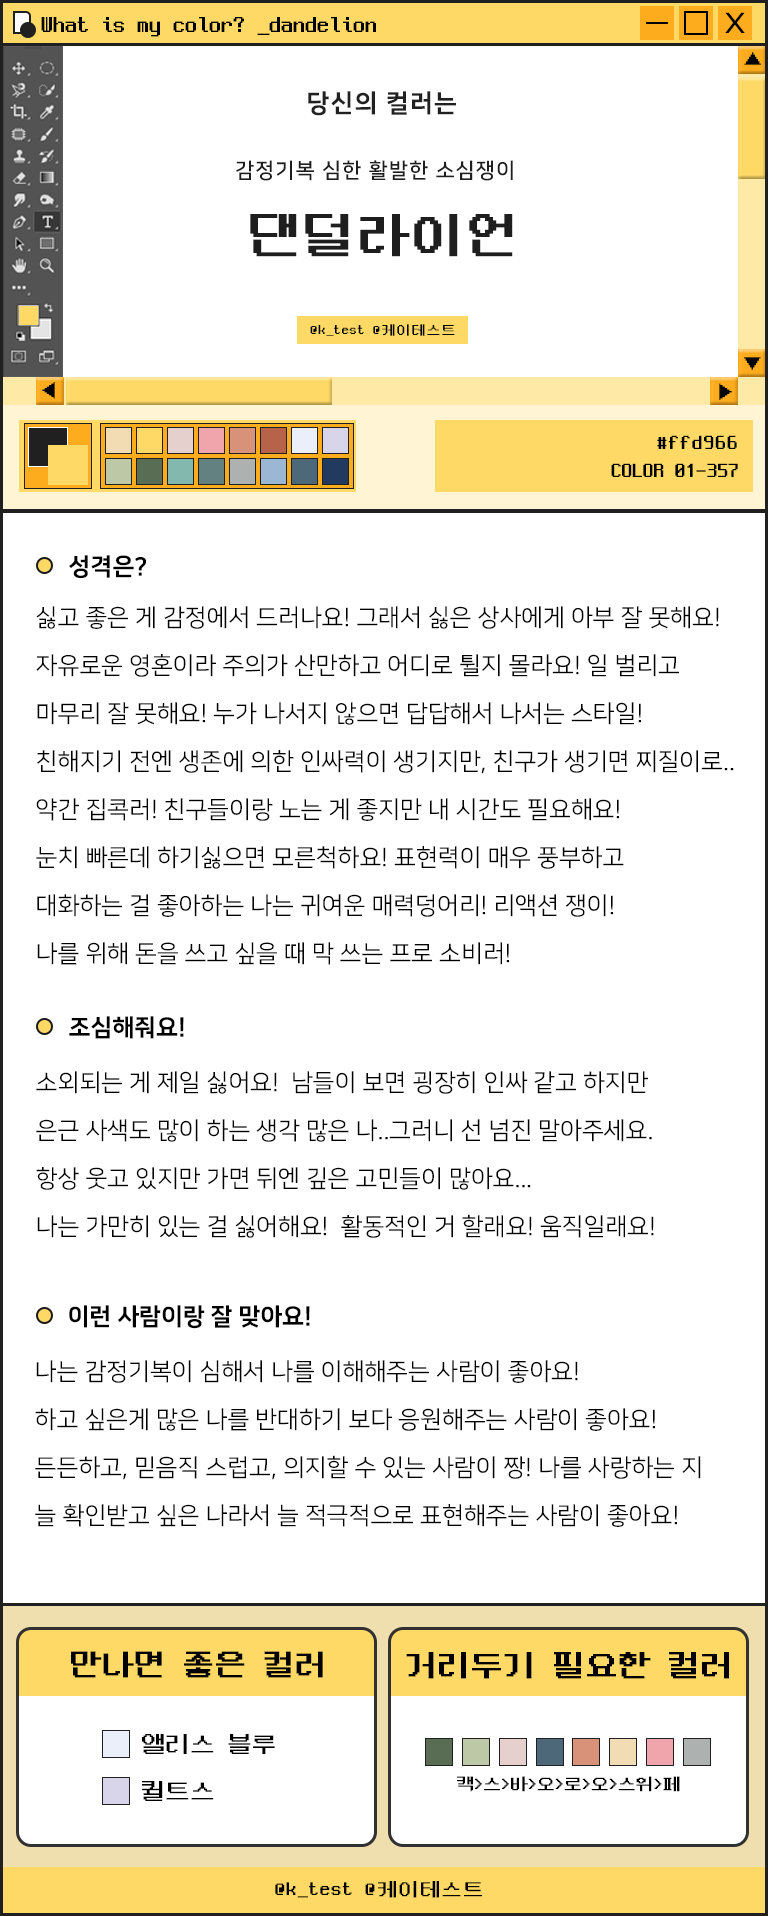 What is my color? _dandelion
당신의 컬러는
감정기복 심한 활발한 소심쟁이
댄덜라이언
@k_test @케이테스트
#ffd966
COLOR 01-357
성격은?
싫고 좋은 게 감정에서 드러나요! 그래서 싫은 상사에게 아부 잘 못해요!
자유로운 영혼이라 주의가 산만하고 어디로 튈지 몰라요! 일 벌리고
마무리 잘 못해요! 누가 나서지 않으면 답답해서 나서는 스타일!
친해지기 전엔 생존에 의한 인싸력이 생기지만, 친구가 생기면 찌질이로..
약간 집콕러! 친구들이랑 노는 게 좋지만 내 시간도 필요해요!
눈치 빠른데 하기싫으면 모른척하요! 표현력이 매우 풍부하고
대화하는 걸 좋아하는 나는 귀여운 매력덩어리! 리액션 쟁이!
나를 위해 돈을 쓰고 싶을 때 막 쓰는 프로 소비러!
조심해줘요!
소외되는 게 제일 싫어요! 남들이 보면 굉장히 인싸 같고 하지만
은근 사색도 많이 하는 생각 많은 나..그러니 선 넘진 말아주세요.
항상 웃고 있지만 가면 뒤엔 깊은 고민들이 많아요...
나는 가만히 있는 걸 싫어해요! 활동적인 거 할래요! 움직일래요!
이런 사람이랑 잘 맞아요!
나는 감정기복이 심해서 나를 이해해주는 사람이 좋아요!
하고 싶은게 많은 나를 반대하기 보다 응원해주는 사람이 좋아요!
든든하고, 믿음직 스럽고, 의지할 수 있는 사람이 짱! 나를 사랑하는 지
늘 확인받고 싶은 나라서 늘 적극적으로 표현해주는 사람이 좋아요!
만나면 좋은 컬러
앨리스 블루
퀄트스
거리두기 필요한 컬러
캑>스>바>오>로>오>스워>페
@k_test @케이테스트